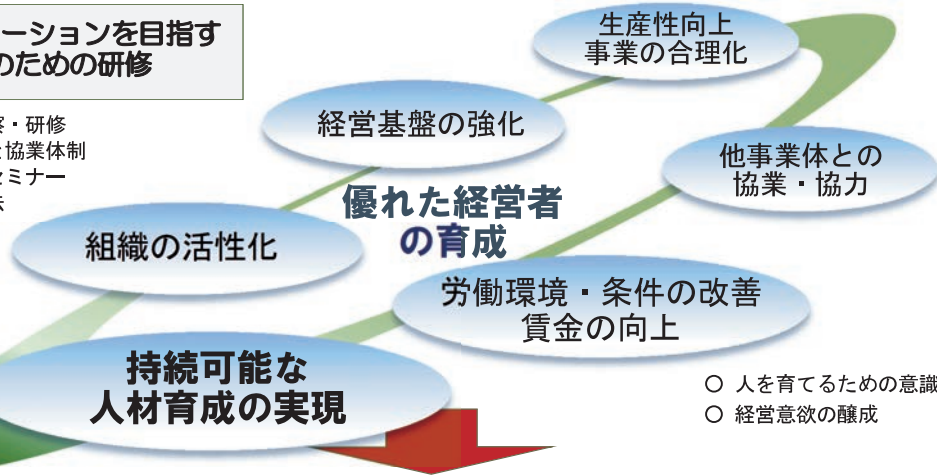 ーションを目指す
のための研修
察・研修
と協業体制
セミナー
生産性向上
事業の合理化
経営基盤の強化
他事業体との
協業・協力
優れた経営者
の育成
組織の活性化
労働環境・条件の改善
賃金の向上
持続可能な
人材育成の実現
○ 人を育てるための意識
○ 経営意欲の醸成